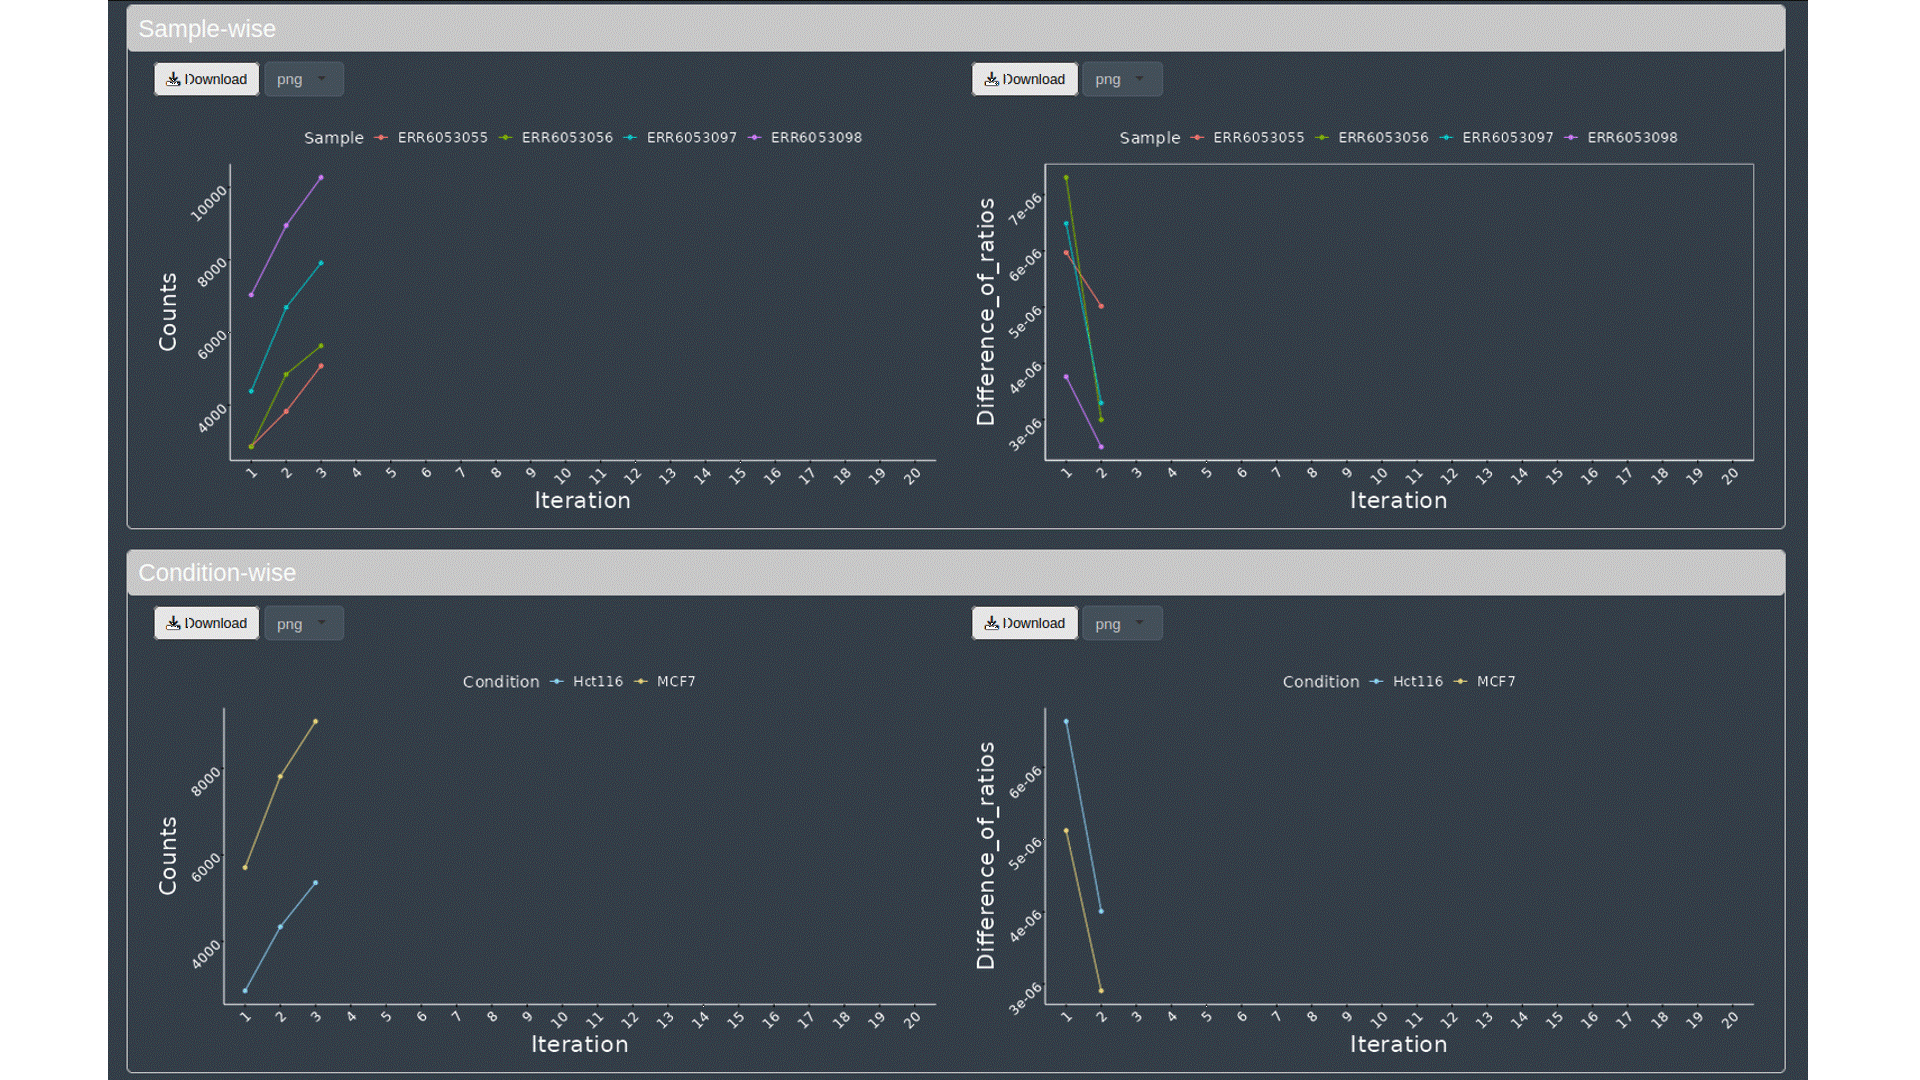 Sample-wise
Download png Download png
Sample ERR6053055 ERR6053056 ERR6053097 ERR6053098
Counts
10000
8000
6000
4000
1 2 3 4 5 6 7 8 9 10 11 12 13 14 15 16 17 18 19 20
Iteration
Sample ERR6053055 ERR6053056 ERR6053097 ERR6053098
Difference_of_ratios
7e-06
6e-06
5e-06
4e-06
3e-06
1 2 3 4 5 6 7 8 9 10 11 12 13 14 15 16 17 18 19 20
Iteration
Condition-wise
Download png Download png
Condition Hct116 MCF7
Counts
8000
6000
4000
1 2 3 4 5 6 7 8 9 10 11 12 13 14 15 16 17 18 19 20
Iteration
Condition Hct116 MCF7
Difference_of_ratios
6e-06
5e-06
4e-06
3e-06
1 2 3 4 5 6 7 8 9 10 11 12 13 14 15 16 17 18 19 20
Iteration